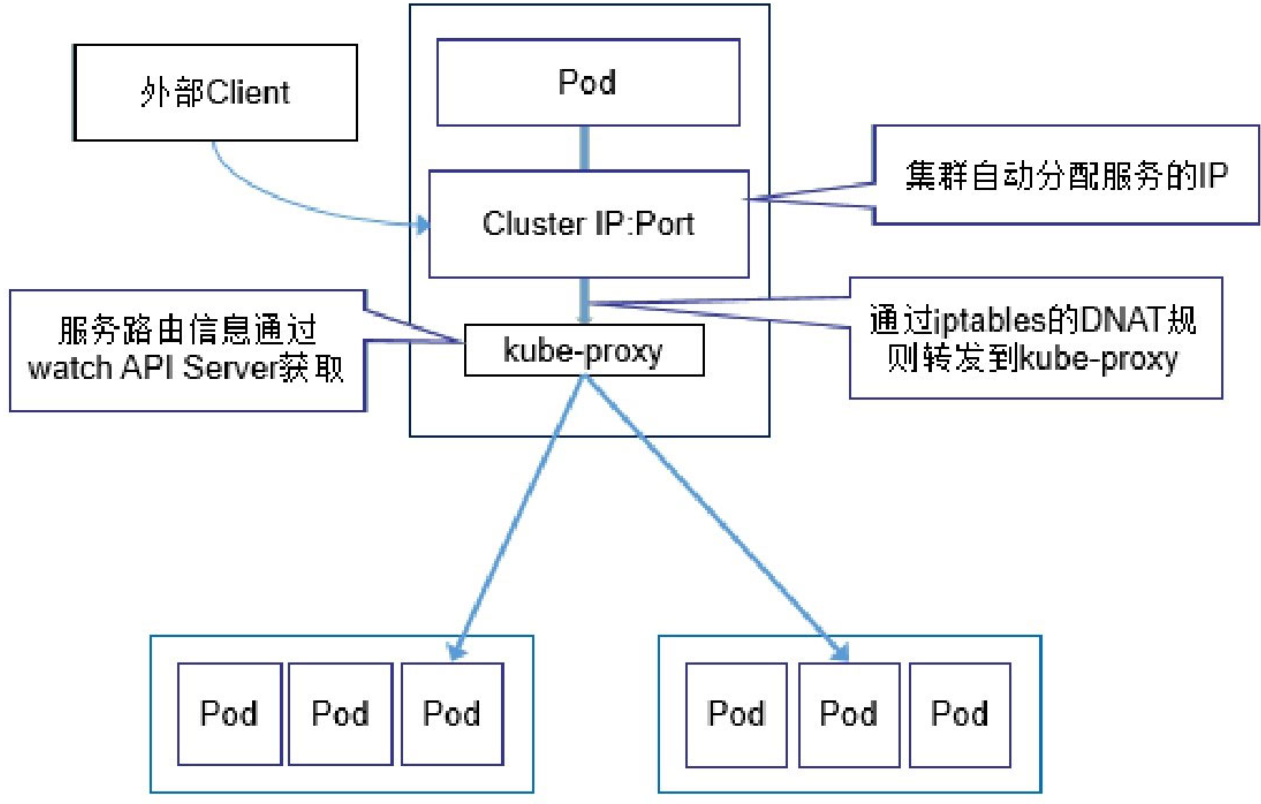 Pod
外部Client
集群自动分配服务的IP
Cluster IP:Port
服务路由信息通过
watch API Server获取
通过iptables的DNAT规
则转发到kube-proxy
kube-proxy
Pod
Pod
Pod
Pod
Pod
Pod